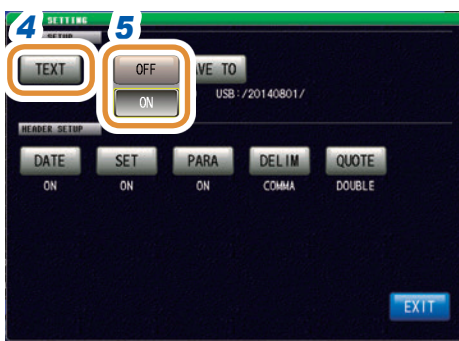 4 SETTING
5
SETUP
TEXT OFF VE TO
ON USB:/20140801/
HEADER SETUP
DATE SET PARA DELIM QUOTE
ON ON ON COMMA DOUBLE
EXIT